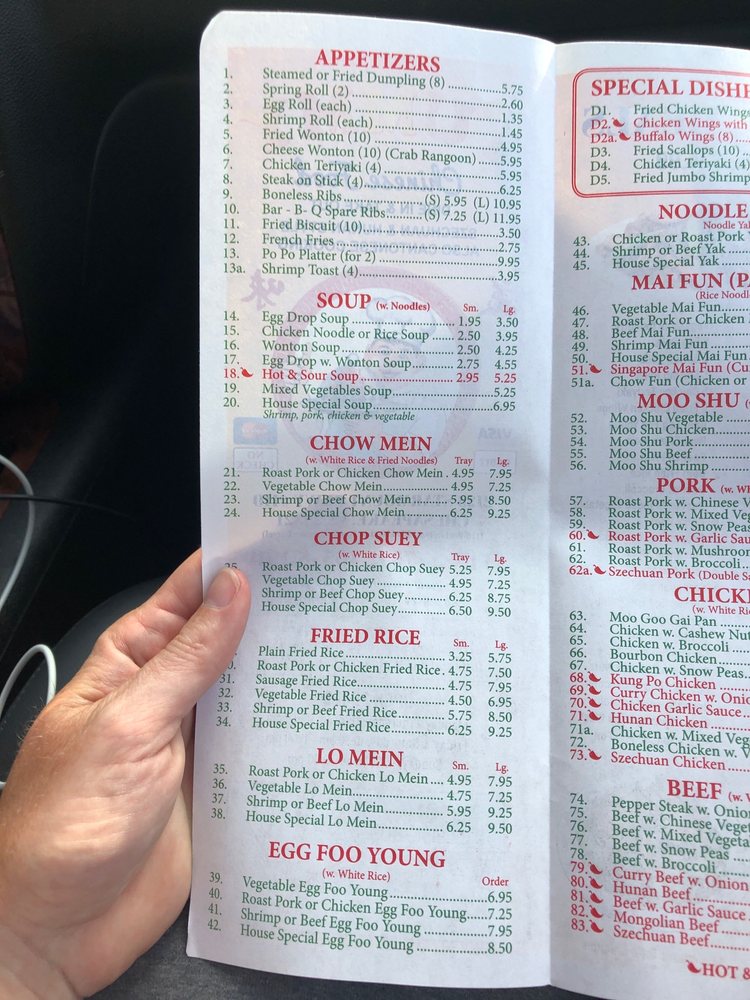 APPETIZERS
1. Steamed or Fried Dumpling (8) 5.75
2. Spring Roll (2) 2.60
3. Egg Roll (each) 1.35
4. Shrimp Roll (each) 1.45
5. Fried Wonton (10) 4.95
6. Cheese Wonton (10) (Crab Rangoon) 5.95
7. Chicken Teriyaki (4) 5.95
8. Steak on Stick (4) 6.25
9. Boneless Ribs (S) 5.95 (L) 10.95
10. Bar - B- Q Spare Ribs (S) 7.25 (L) 11.95
11. Fried Biscuit (10) 3.50
12. French Fries 2.75
13. Po Po Platter (for 2) 9.95
13a. Shrimp Toast (4) 3.95
SOUP (w. Noodles) Sm. Lg.
14. Egg Drop Soup 1.95 3.50
15. Chicken Noodle or Rice Soup 2.50 3.95
16. Wonton Soup 2.50 4.25
17. Egg Drop w. Wonton Soup 2.75 4.55
18. Hot & Sour Soup 2.95 5.25
19. Mixed Vegetables Soup 5.25
20. House Special Soup 6.95
Shrimp, pork, chicken & vegetable
CHOW MEIN
(w. White Rice & Fried Noodles) Tray Lg.
21. Roast Pork or Chicken Chow Mein 4.95 7.95
22. Vegetable Chow Mein 4.95 7.25
23. Shrimp or Beef Chow Mein 5.95 8.50
24. House Special Chow Mein 6.25 9.25
CHOP SUEY
(w. White Rice) Tray Lg.
25. Roast Pork or Chicken Chop Suey 5.25 7.95
Vegetable Chop Suey 4.95 7.25
Shrimp or Beef Chop Suey 6.25 8.75
House Special Chop Suey 6.50 9.50
FRIED RICE Sm. Lg.
Plain Fried Rice 3.25 5.75
0. Roast Pork or Chicken Fried Rice 4.75 7.50
31. Sausage Fried Rice 4.75 7.95
32. Vegetable Fried Rice 4.50 6.95
33. Shrimp or Beef Fried Rice 5.75 8.50
34. House Special Fried Rice 6.25 9.25
LO MEIN Sm. Lg.
35. Roast Pork or Chicken Lo Mein 4.95 7.95
36. Vegetable Lo Mein 4.75 7.25
37. Shrimp or Beef Lo Mein 5.95 9.25
38. House Special Lo Mein 6.25 9.50
EGG FOO YOUNG
(w. White Rice) Order
39. Vegetable Egg Foo Young 6.95
40. Roast Pork or Chicken Egg Foo Young 7.25
41. Shrimp or Beef Egg Foo Young 7.95
42. House Special Egg Foo Young 8.50
SPECIAL DISHE
D1. Fried Chicken Wings
D2. Chicken Wings with
D2a. Buffalo Wings (8)
D3. Fried Scallops (10)
D4. Chicken Teriyaki (4)
D5. Fried Jumbo Shrimp
NOODLE
Noodle Yak
43. Chicken or Roast Pork
44. Shrimp or Beef Yak
45. House Special Yak
MAI FUN (PA
(Rice Noodle
46. Vegetable Mai Fun
47. Roast Pork or Chicken
48. Beef Mai Fun
49. Shrimp Mai Fun
50. House Special Mai Fun
51. Singapore Mai Fun (Cu
51a. Chow Fun (Chicken or
MOO SHU
52. Moo Shu Vegetable
53. Moo Shu Chicken
54. Moo Shu Pork
55. Moo Shu Beef
56. Moo Shu Shrimp
PORK (w. Wh
57. Roast Pork w. Chinese V
58. Roast Pork w. Mixed Veg
59. Roast Pork w. Snow Peas
60. Roast Pork w. Garlic Sau
61. Roast Pork w. Mushroom
62. Roast Pork w. Broccoli
62a. Szechuan Pork (Double Sa
CHICKE
(w. White Ric
63. Moo Goo Gai Pan
64. Chicken w. Cashew Nut
65. Chicken w. Broccoli
66. Bourbon Chicken
67. Chicken w. Snow Peas
68. Kung Po Chicken
69. Curry Chicken w. Onio
70. Chicken Garlic Sauce
71. Hunan Chicken
71a. Chicken w. Mixed Veg
72. Boneless Chicken w. V
73. Szechuan Chicken
BEEF (w. W
74. Pepper Steak w. Onion
75. Beef w. Chinese Veget
76. Beef w. Mixed Vegeta
77. Beef w. Snow Peas
78. Beef w. Broccoli
79. Curry Beef w. Onion
80. Hunan Beef
81. Beef w. Garlic Sauce
82. Mongolian Beef
83. Szechuan Beef
HOT &